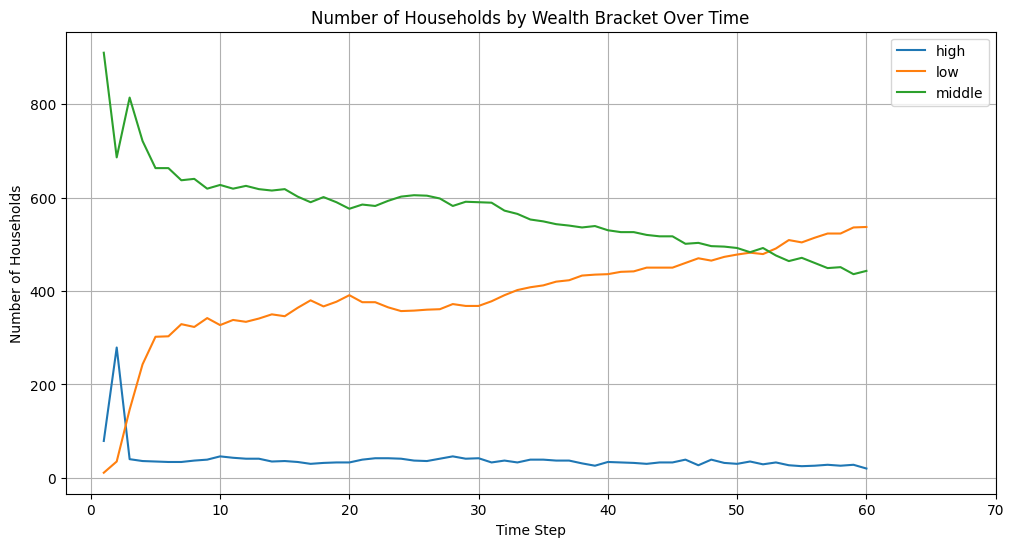 Number of Households by Wealth Bracket Over Time
high
low
middle
Number of Households
800
600
400
200
0
0 10 20 30 40 50 60 70
Time Step